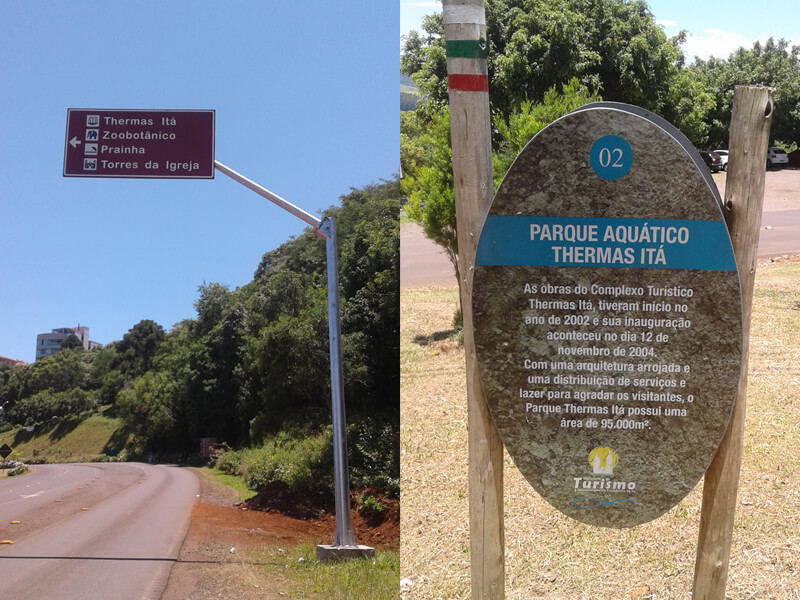 Thermas Itá
Zoobotânico
Prainha
Torres da Igreja
02
PARQUE AQUÁTICO
THERMAS ITÁ
As obras do Complexo Turístico
Thermas Itá, tiveram início no
ano de 2002 e sua inauguração
aconteceu no dia 12 de
novembro de 2004.
Com uma arquitetura arrojada e
uma distribuição de serviços e
lazer para agradar os visitantes, o
Parque Thermas Itá possui uma
área de 95.000m².
Turismo